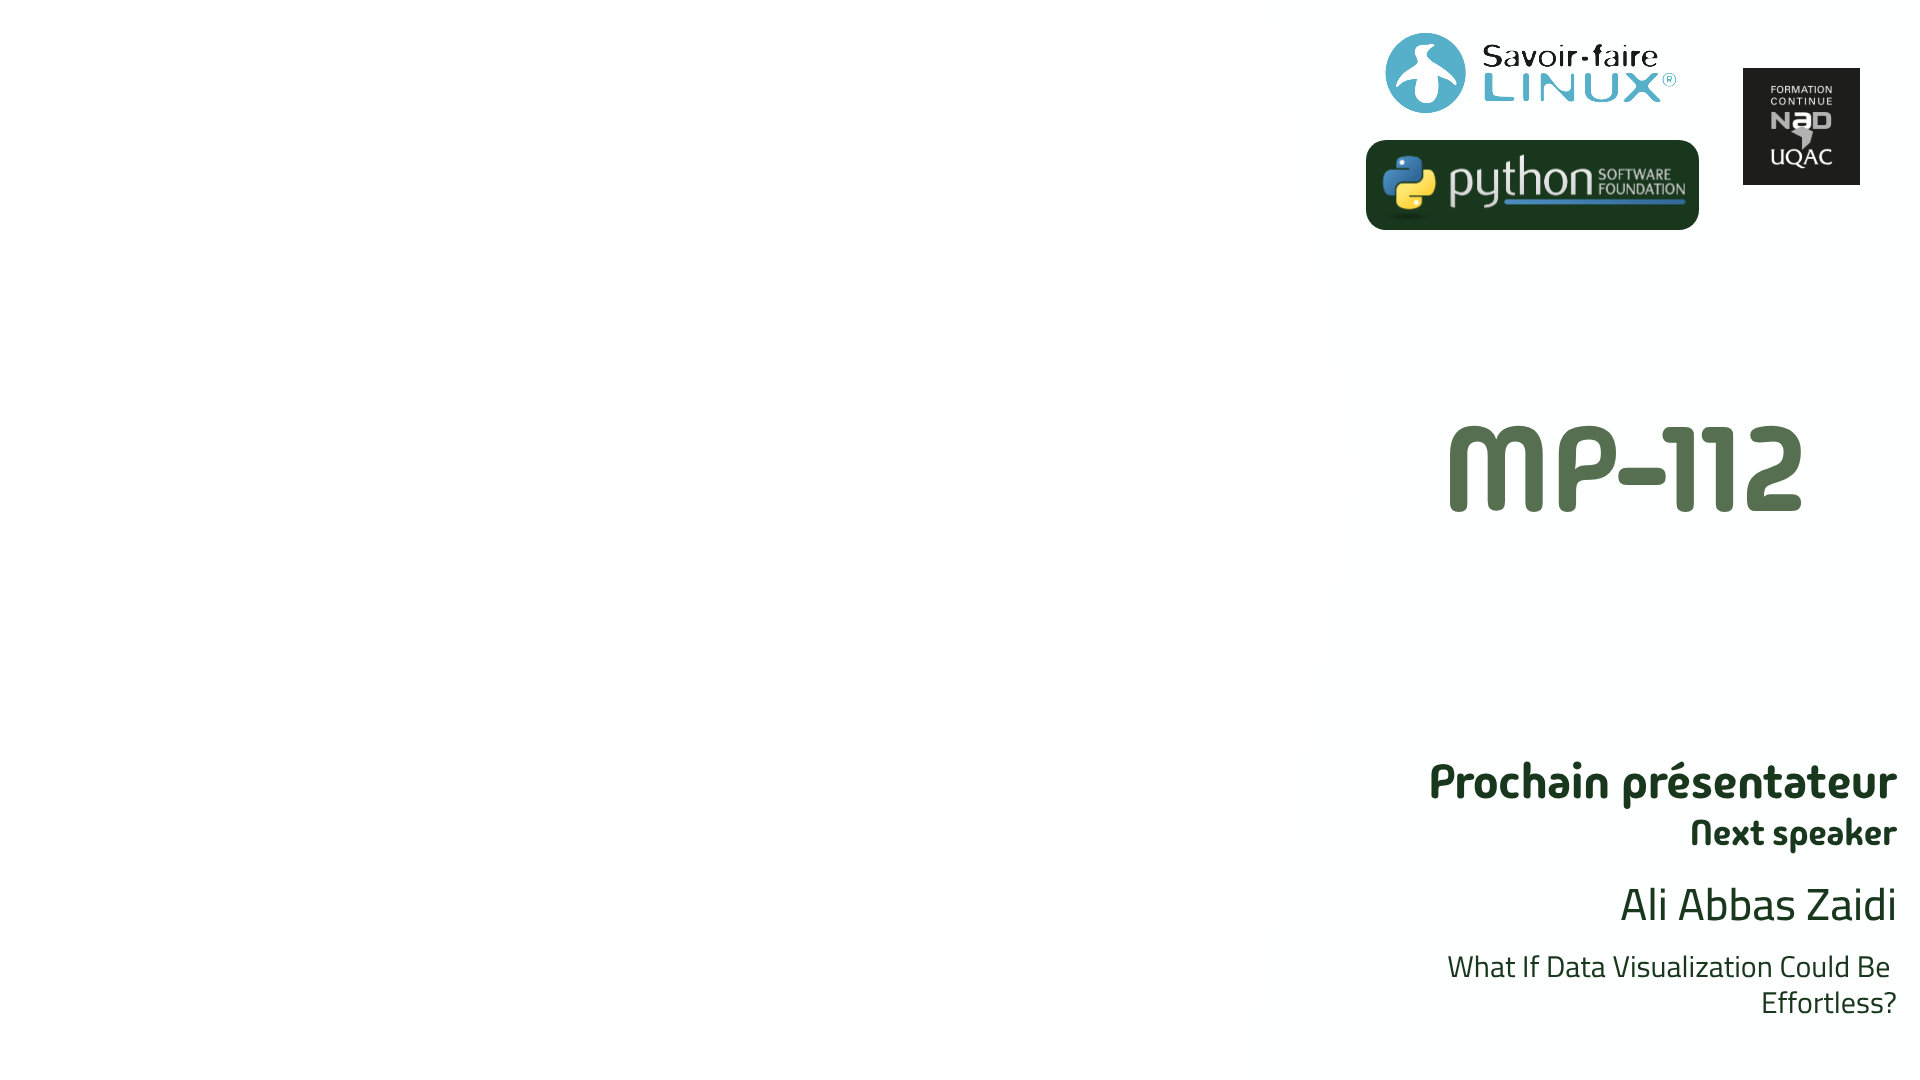 Savoir-faire
LINUX®
FORMATION
CONTINUE
NaD
UQAC
python SOFTWARE
FOUNDATION
MP-112
Prochain présentateur
Next speaker
Ali Abbas Zaidi
What If Data Visualization Could Be
Effortless?